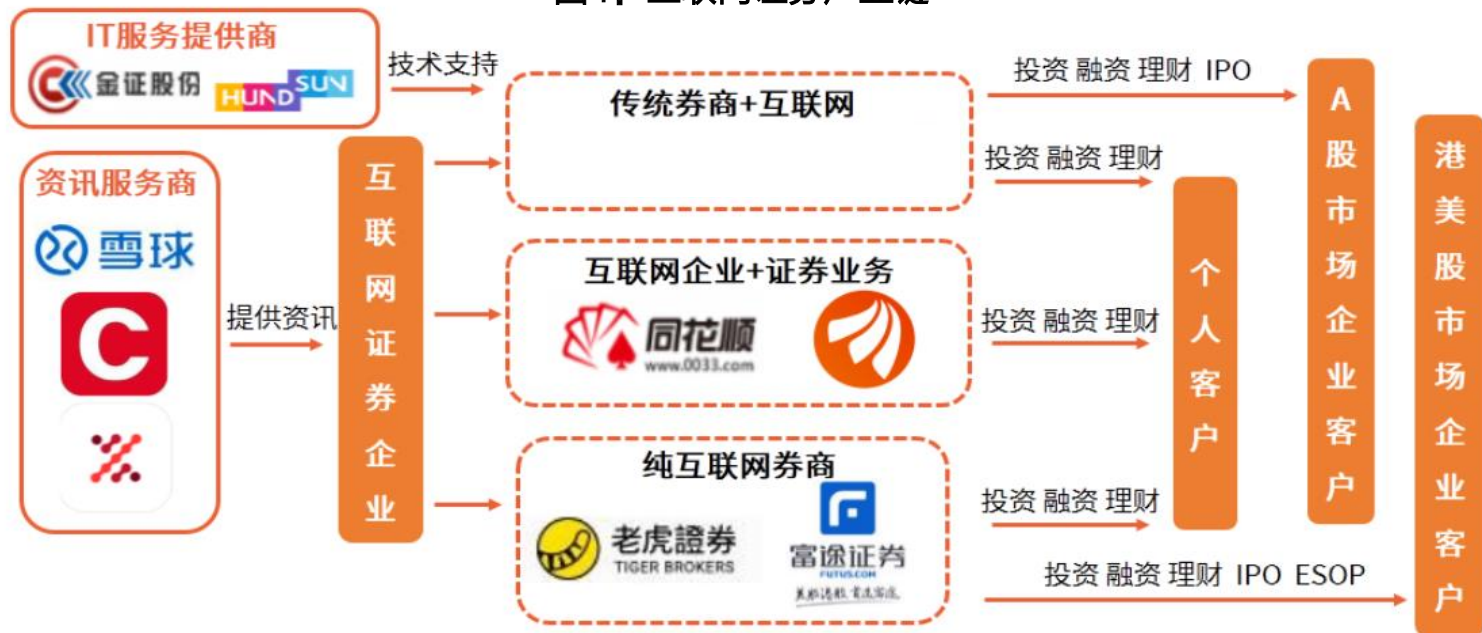 IT服务提供商
金证股份
HUNDSUN
技术支持
资讯服务商
雪球
C
提供资讯
互联网证券企业
传统券商+互联网
互联网企业+证券业务
同花顺
www.0033.com
纯互联网券商
老虎證券
TIGER BROKERS
富途证券
FUTU5.COM
投资 融资 理财 IPO
投资 融资 理财
投资 融资 理财
投资 融资 理财
投资 融资 理财 IPO ESOP
个人客户
A股市场企业客户
港美股市场企业客户